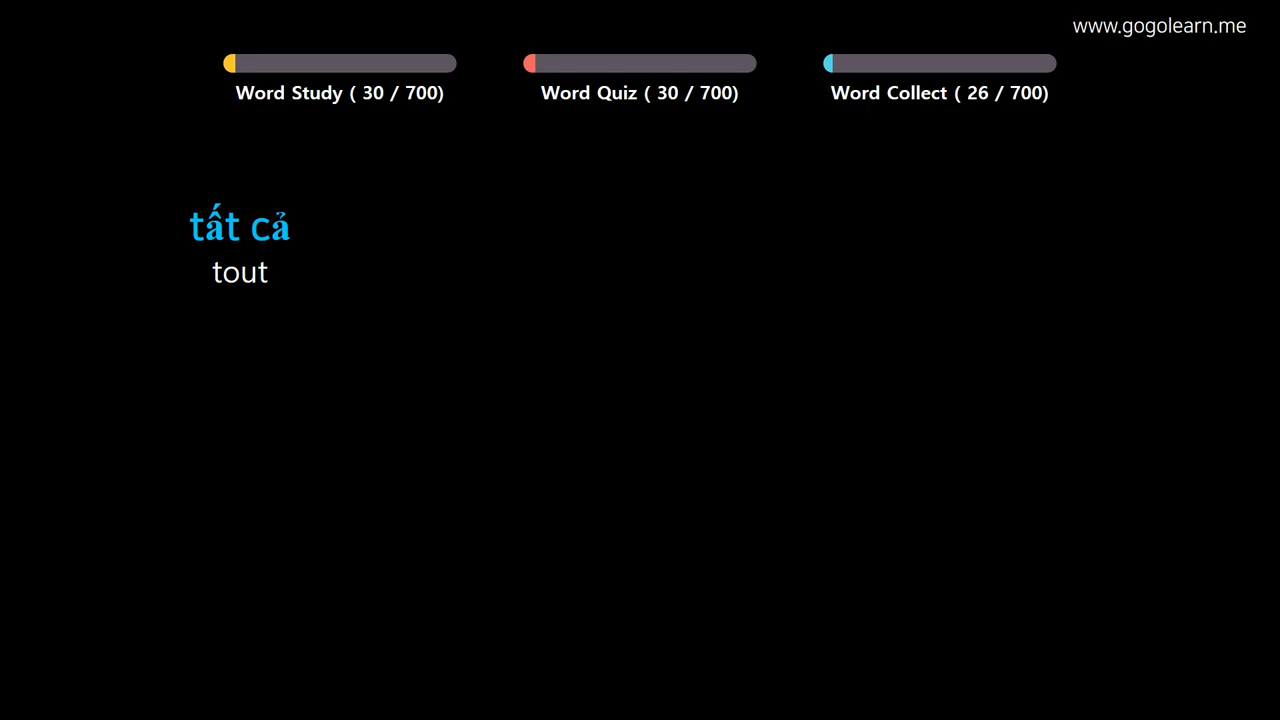 www.gogolearn.me
Word Study ( 30 / 700)
Word Quiz ( 30 / 700)
Word Collect ( 26 / 700)
tất cả
tout